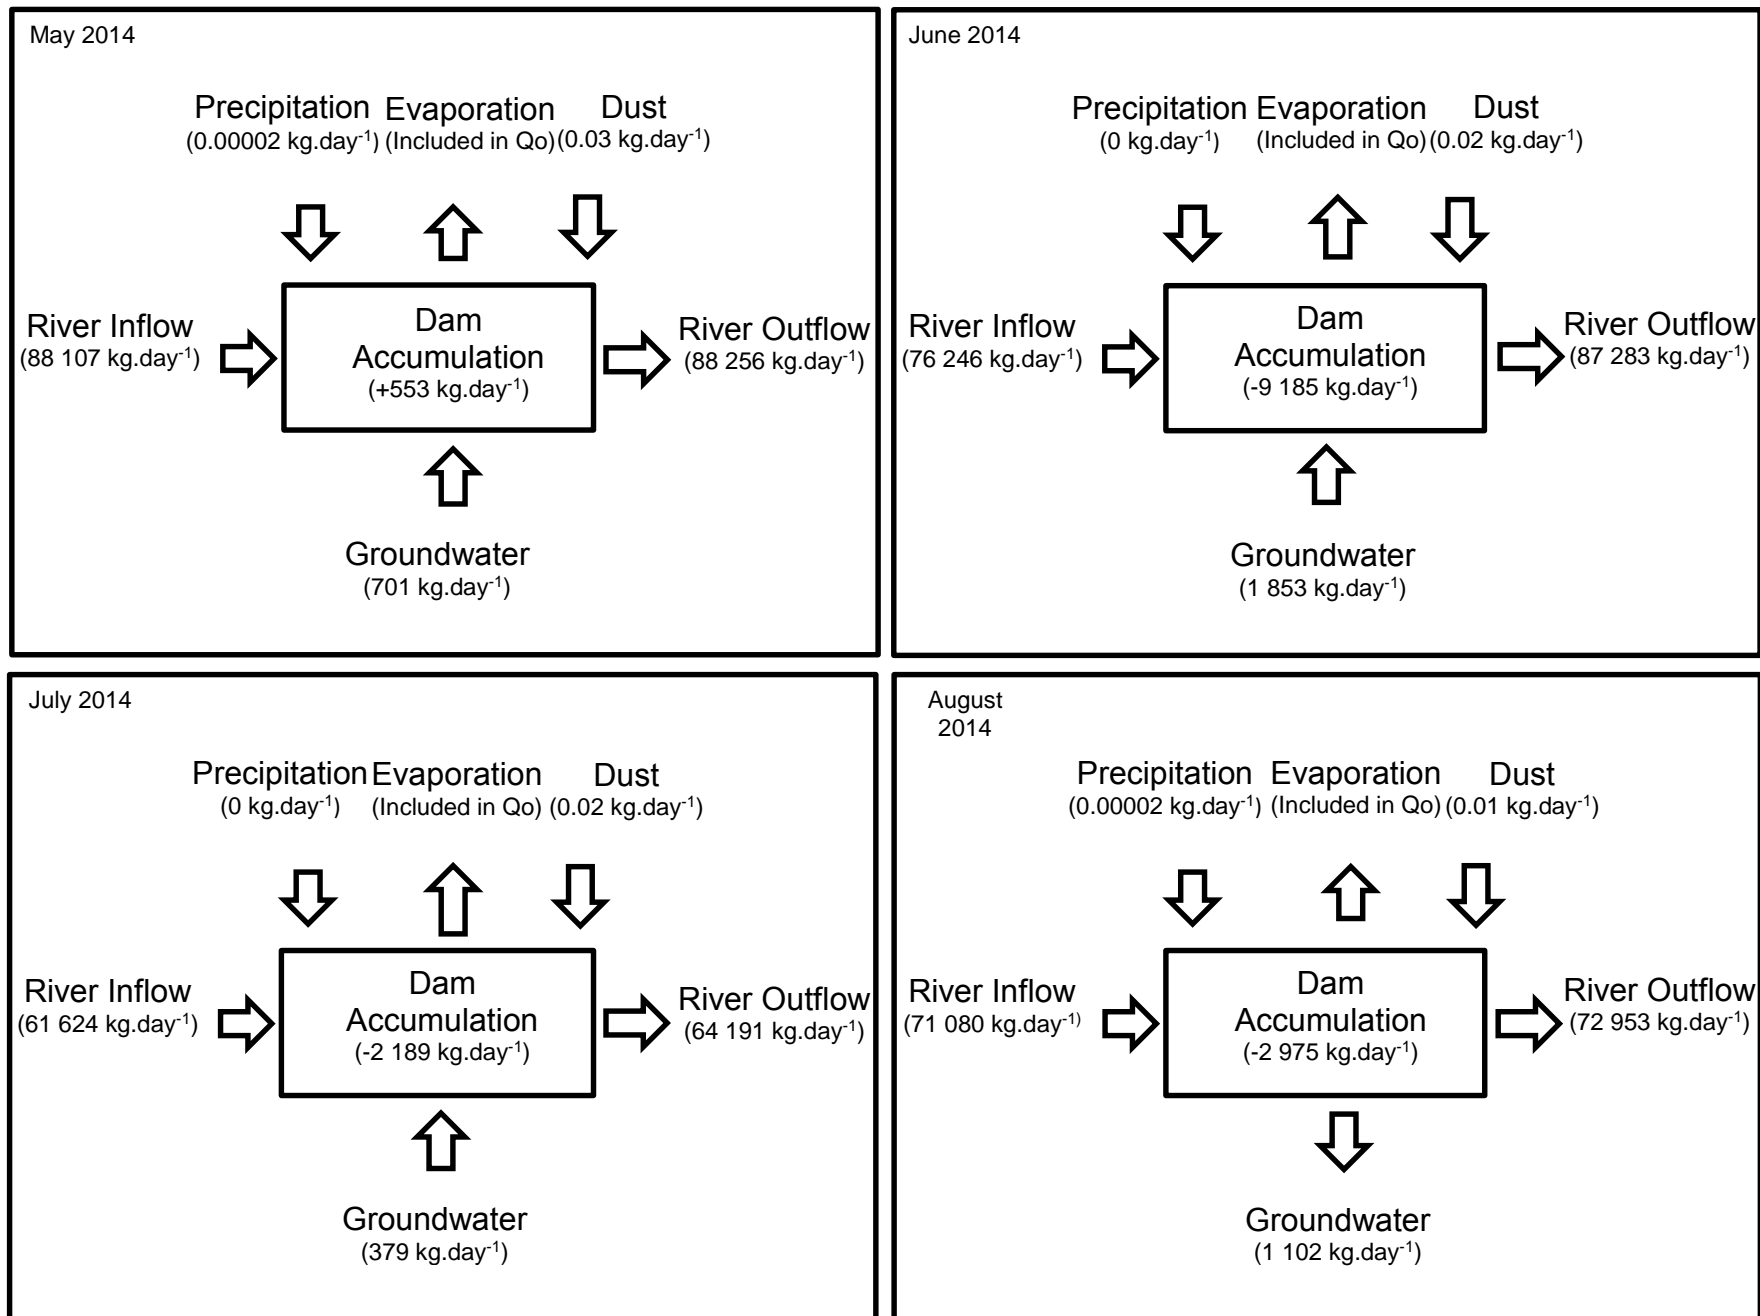 May 2014
Precipitation
(0.00002 kg.day⁻¹)
Evaporation
(Included in Qo)
Dust
(0.03 kg.day⁻¹)
River Inflow
(88 107 kg.day⁻¹)
Dam
Accumulation
(+553 kg.day⁻¹)
River Outflow
(88 256 kg.day⁻¹)
Groundwater
(701 kg.day⁻¹)
June 2014
Precipitation
(0 kg.day⁻¹)
Evaporation
(Included in Qo)
Dust
(0.02 kg.day⁻¹)
River Inflow
(76 246 kg.day⁻¹)
Dam
Accumulation
(-9 185 kg.day⁻¹)
River Outflow
(87 283 kg.day⁻¹)
Groundwater
(1 853 kg.day⁻¹)
July 2014
Precipitation
(0 kg.day⁻¹)
Evaporation
(Included in Qo)
Dust
(0.02 kg.day⁻¹)
River Inflow
(61 624 kg.day⁻¹)
Dam
Accumulation
(-2 189 kg.day⁻¹)
River Outflow
(64 191 kg.day⁻¹)
Groundwater
(379 kg.day⁻¹)
August
2014
Precipitation
(0.00002 kg.day⁻¹)
Evaporation
(Included in Qo)
Dust
(0.01 kg.day⁻¹)
River Inflow
(71 080 kg.day⁻¹⁾
Dam
Accumulation
(-2 975 kg.day⁻¹)
River Outflow
(72 953 kg.day⁻¹)
Groundwater
(1 102 kg.day⁻¹)